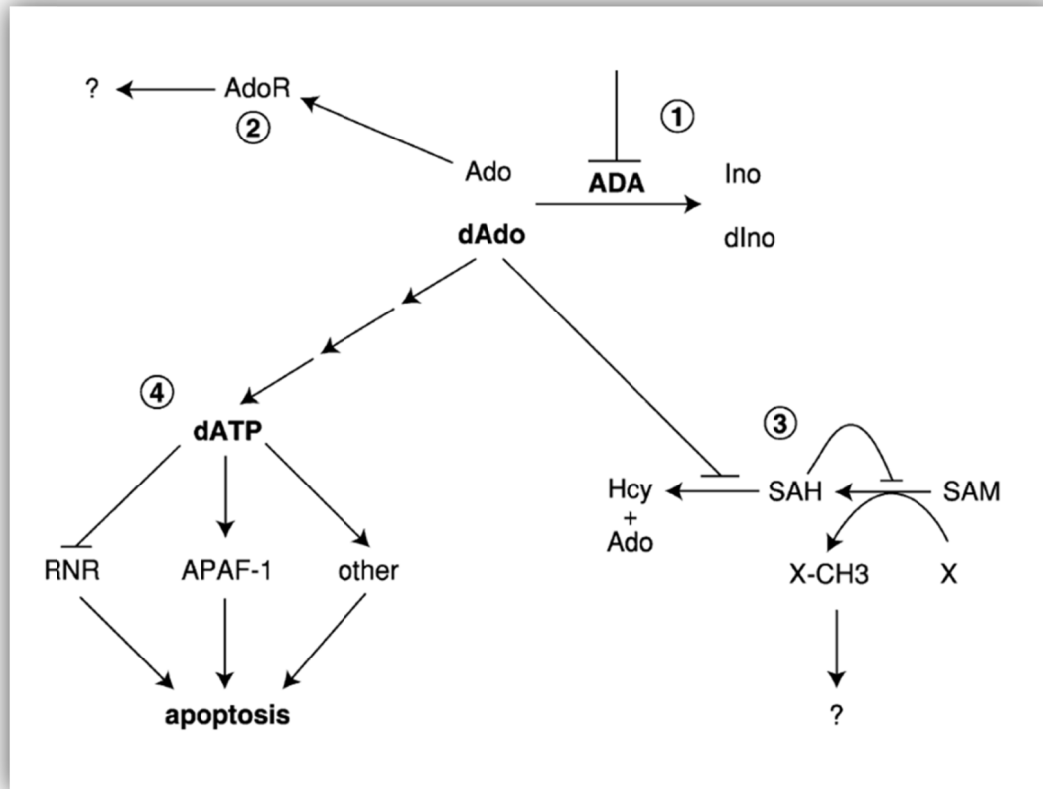 ? AdoR
②
①
Ado
ADA
Ino
dAdo
dIno
④
dATP
③
Hcy SAH SAM
+
Ado
RNR APAF-1 other
X-CH3 X
apoptosis
?